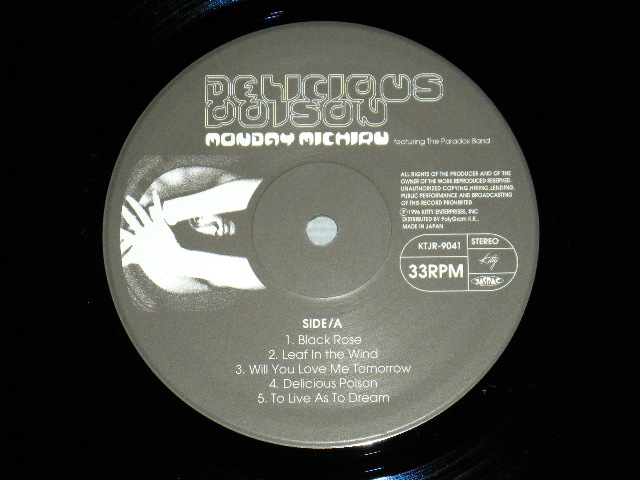 DELICIOUS
POISON
MONDAY MICHIRU featuring The Paradox Band
ALL RIGHTS OF THE PRODUCER AND OF THE
OWNER OF THE WORK REPRODUCED RESERVED.
UNAUTHORIZED COPYING, HIRING, LENDING,
PUBLIC PERFORMANCE AND BROADCASTING
OF THIS RECORD PROHIBITED
Ⓟ1996 KITTY ENTERPRISES, INC.
DISTRIBUTED BY PolyGram K.K.,
MADE IN JAPAN.
KTJR-9041
STEREO
33RPM
Kitty
JASRAC
SIDE/A
1. Black Rose
2. Leaf In the Wind
3. Will You Love Me Tomorrow
4. Delicious Poison
5. To Live As To Dream